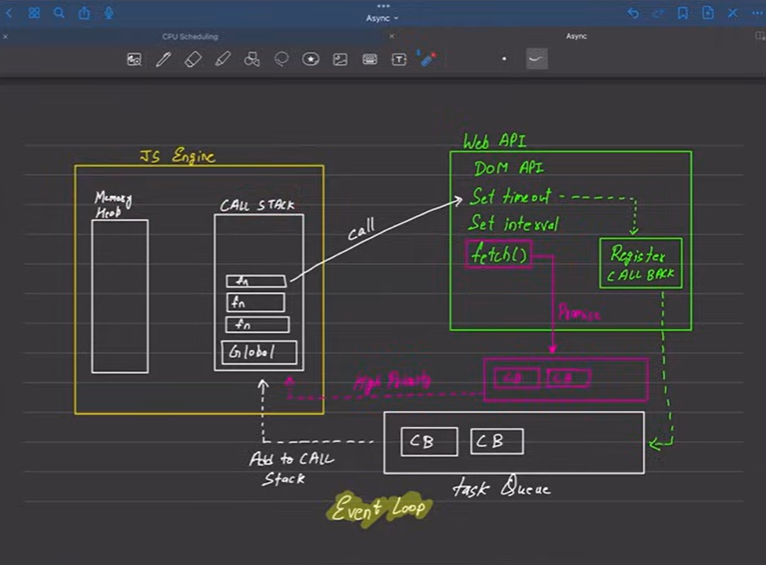 Async
CPU Scheduling
Async
Web API
JS Engine
DOM API
Memory
Heap
CALL STACK
Set timeout
call
Set interval
fetch()
Register
CALL BACK
fn
fn
fn
Global
Promise
High Priority
CB
CB
CB
CB
Add to CALL
Stack
task Queue
Event Loop